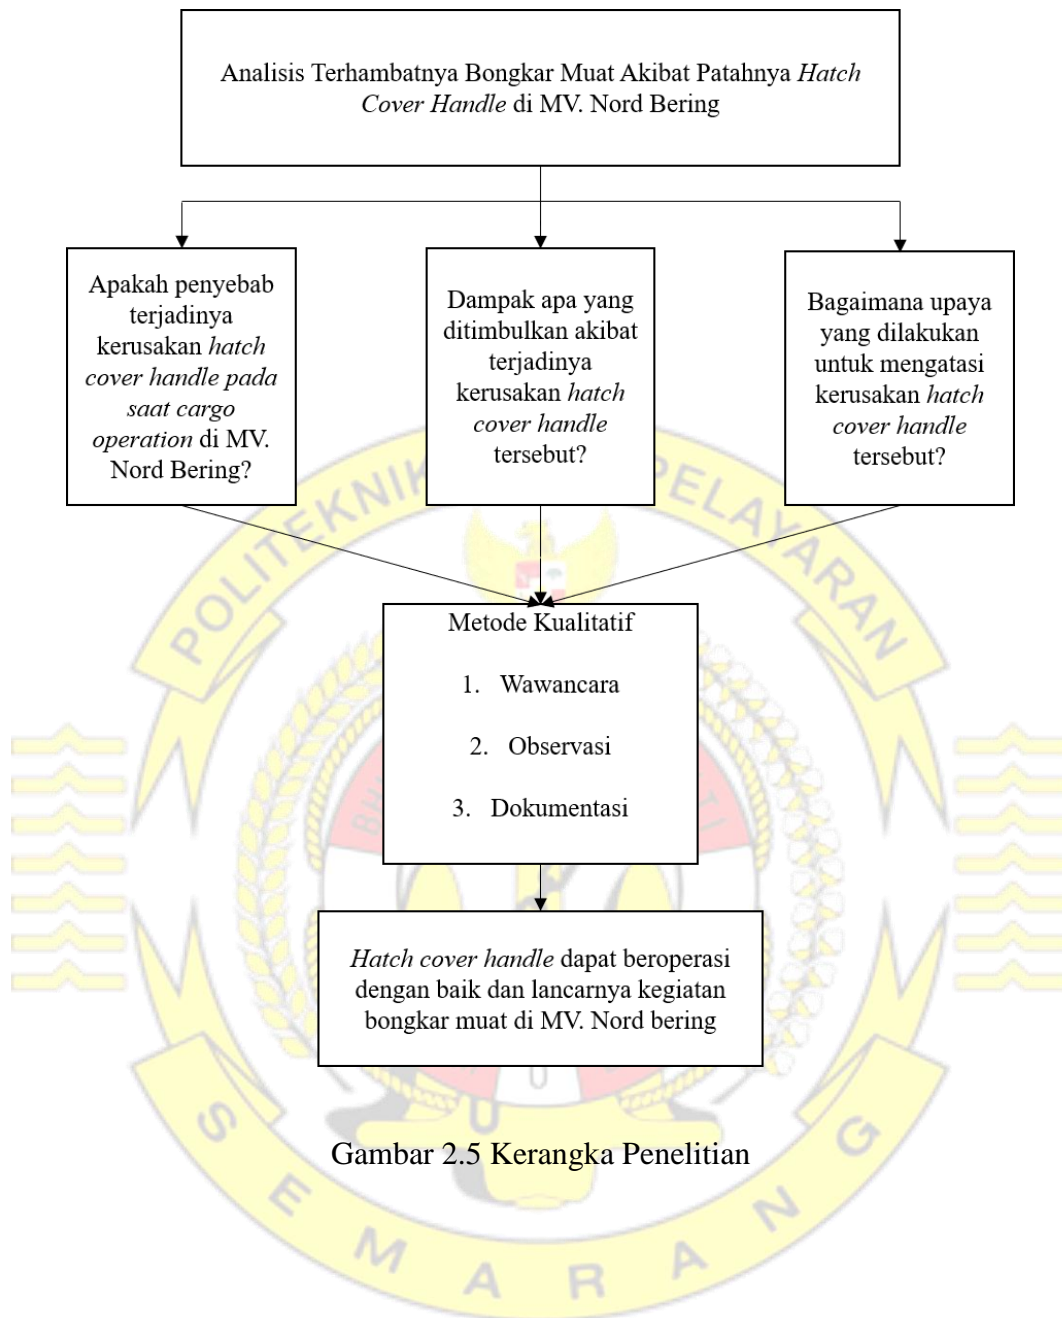 Analisis Terhambatnya Bongkar Muat Akibat Patahnya Hatch
Cover Handle di MV. Nord Bering
Apakah penyebab
terjadinya
kerusakan hatch
cover handle pada
saat cargo
operation di MV.
Nord Bering?
Dampak apa yang
ditimbulkan akibat
terjadinya
kerusakan hatch
cover handle
tersebut?
Bagaimana upaya
yang dilakukan
untuk mengatasi
kerusakan hatch
cover handle
tersebut?
Metode Kualitatif
1. Wawancara
2. Observasi
3. Dokumentasi
Hatch cover handle dapat beroperasi
dengan baik dan lancarnya kegiatan
bongkar muat di MV. Nord bering
Gambar 2.5 Kerangka Penelitian
POLITEKNIK
PELAYARAN
SEMARANG